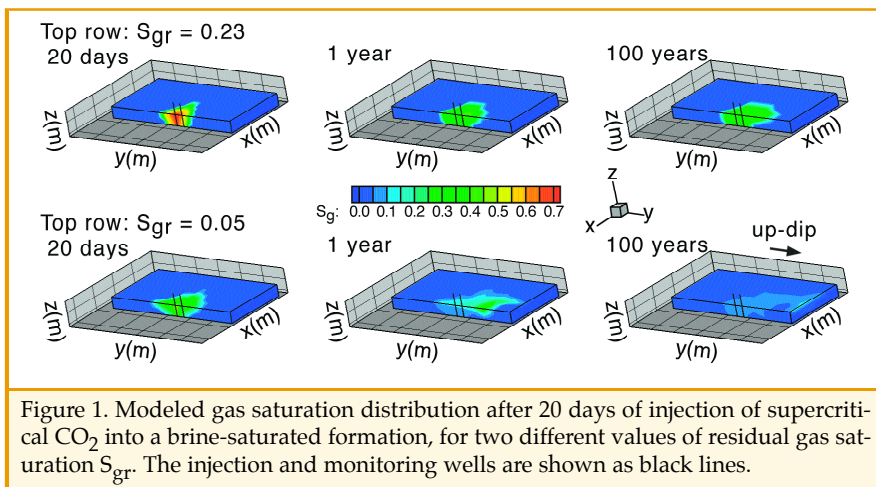 Top row: Sgr = 0.23
20 days
1 year
100 years
z(m)
y(m)
x(m)
z(m)
y(m)
x(m)
z(m)
y(m)
x(m)
Sg: 0.0 0.1 0.2 0.3 0.4 0.5 0.6 0.7
z
x
y
Top row: Sgr = 0.05
20 days
1 year
100 years
up-dip
z(m)
y(m)
x(m)
z(m)
y(m)
x(m)
z(m)
y(m)
x(m)
Figure 1. Modeled gas saturation distribution after 20 days of injection of supercriti-
cal CO2 into a brine-saturated formation, for two different values of residual gas sat-
uration Sgr. The injection and monitoring wells are shown as black lines.